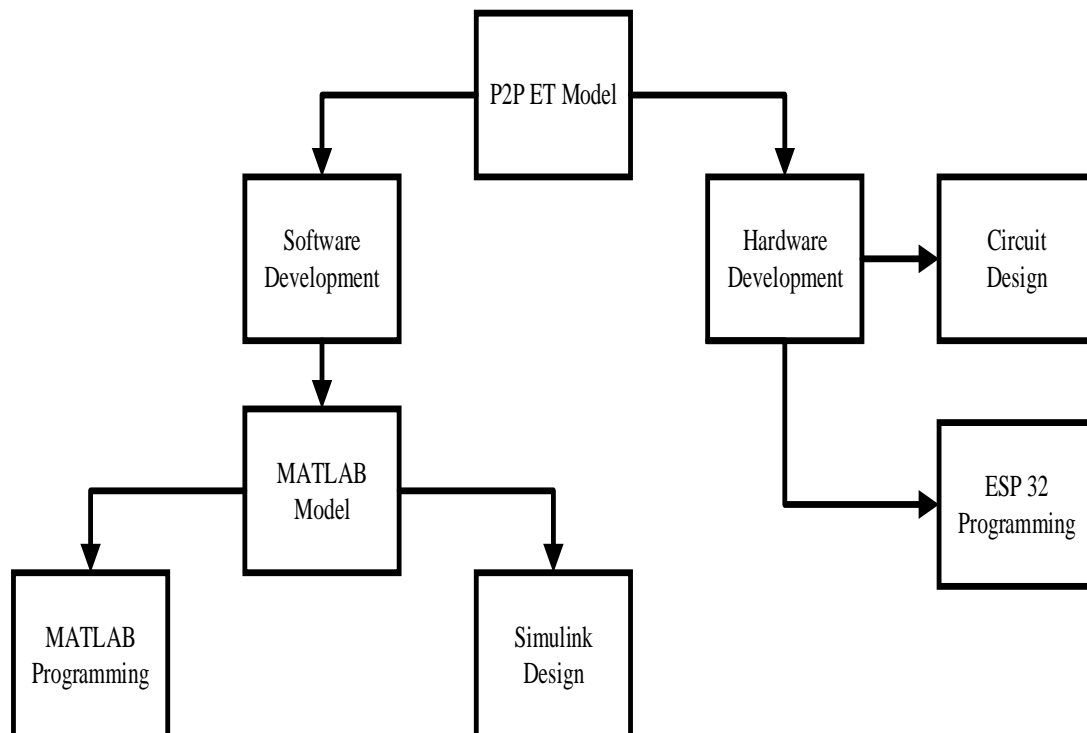 P2P ET Model
Software
Development
Hardware
Development
Circuit
Design
MATLAB
Model
ESP 32
Programming
MATLAB
Programming
Simulink
Design